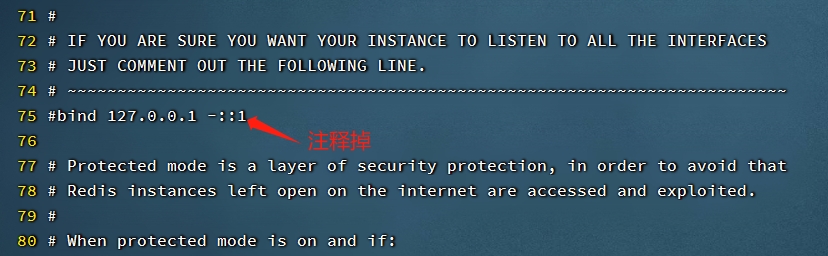 71 #
72 # IF YOU ARE SURE YOU WANT YOUR INSTANCE TO LISTEN TO ALL THE INTERFACES
73 # JUST COMMENT OUT THE FOLLOWING LINE.
74 # ~~~~~~~~~~~~~~~~~~~~~~~~~~~~~~~~~~~~~~~~~~~~~~~~~~~~~~~~~~~~~~~~~~~~~~~~
75 #bind 127.0.0.1 -::1
注释掉
76
77 # Protected mode is a layer of security protection, in order to avoid that
78 # Redis instances left open on the internet are accessed and exploited.
79 #
80 # When protected mode is on and if: